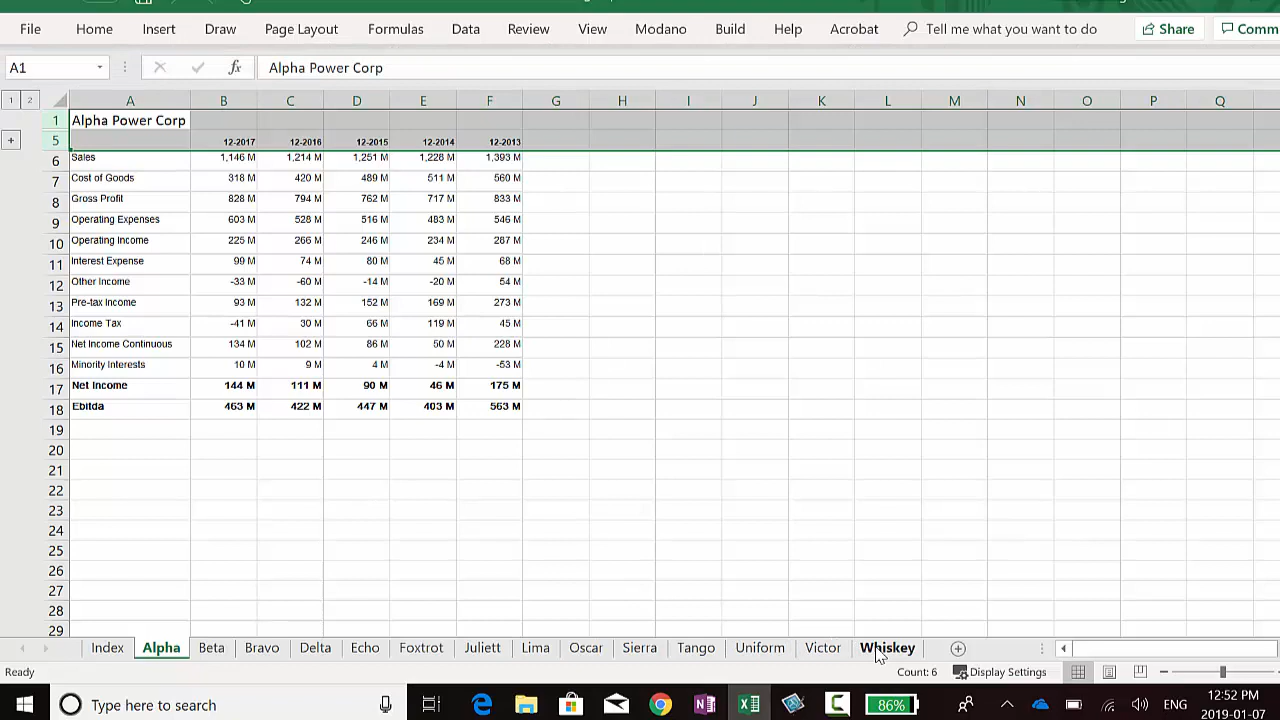 File Home Insert Draw Page Layout Formulas Data Review View Modano Build Help Acrobat Tell me what you want to do Share Comm
A1 fx Alpha Power Corp
1 2 A B C D E F G H I J K L M N O P Q
1 Alpha Power Corp
5 12-2017 12-2016 12-2015 12-2014 12-2013
6 Sales 1,146 M 1,214 M 1,251 M 1,228 M 1,393 M
7 Cost of Goods 318 M 420 M 489 M 511 M 560 M
8 Gross Profit 828 M 794 M 762 M 717 M 833 M
9 Operating Expenses 603 M 528 M 516 M 483 M 546 M
10 Operating Income 225 M 266 M 246 M 234 M 287 M
11 Interest Expense 99 M 74 M 80 M 45 M 68 M
12 Other Income -33 M -60 M -14 M -20 M 54 M
13 Pre-tax Income 93 M 132 M 152 M 169 M 273 M
14 Income Tax -41 M 30 M 66 M 119 M 45 M
15 Net Income Continuous 134 M 102 M 86 M 50 M 228 M
16 Minority Interests 10 M 9 M 4 M -4 M -53 M
17 Net Income 144 M 111 M 90 M 46 M 175 M
18 Ebitda 463 M 422 M 447 M 403 M 563 M
19
20
21
22
23
24
25
26
27
28
29
Index Alpha Beta Bravo Delta Echo Foxtrot Juliett Lima Oscar Sierra Tango Uniform Victor Whiskey
Ready Count: 6 Display Settings
Type here to search 86% ENG 12:52 PM
2019-01-07